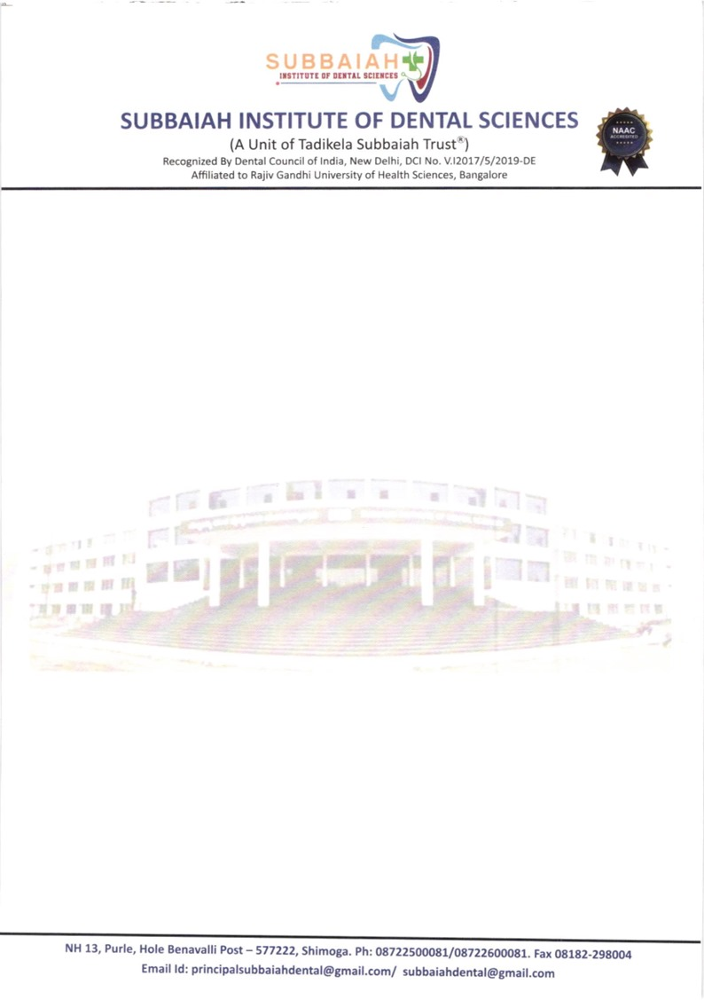 SUBBAIAH
INSTITUTE OF DENTAL SCIENCES
SUBBAIAH INSTITUTE OF DENTAL SCIENCES
(A Unit of Tadikela Subbaiah Trust®)
Recognized By Dental Council of India, New Delhi, DCI No. V.I2017/5/2019-DE
Affiliated to Rajiv Gandhi University of Health Sciences, Bangalore
NAAC
ACCREDITED
NH 13, Purle, Hole Benavalli Post – 577222, Shimoga. Ph: 08722500081/08722600081. Fax 08182-298004
Email Id: principalsubbaiahdental@gmail.com/ subbaiahdental@gmail.com